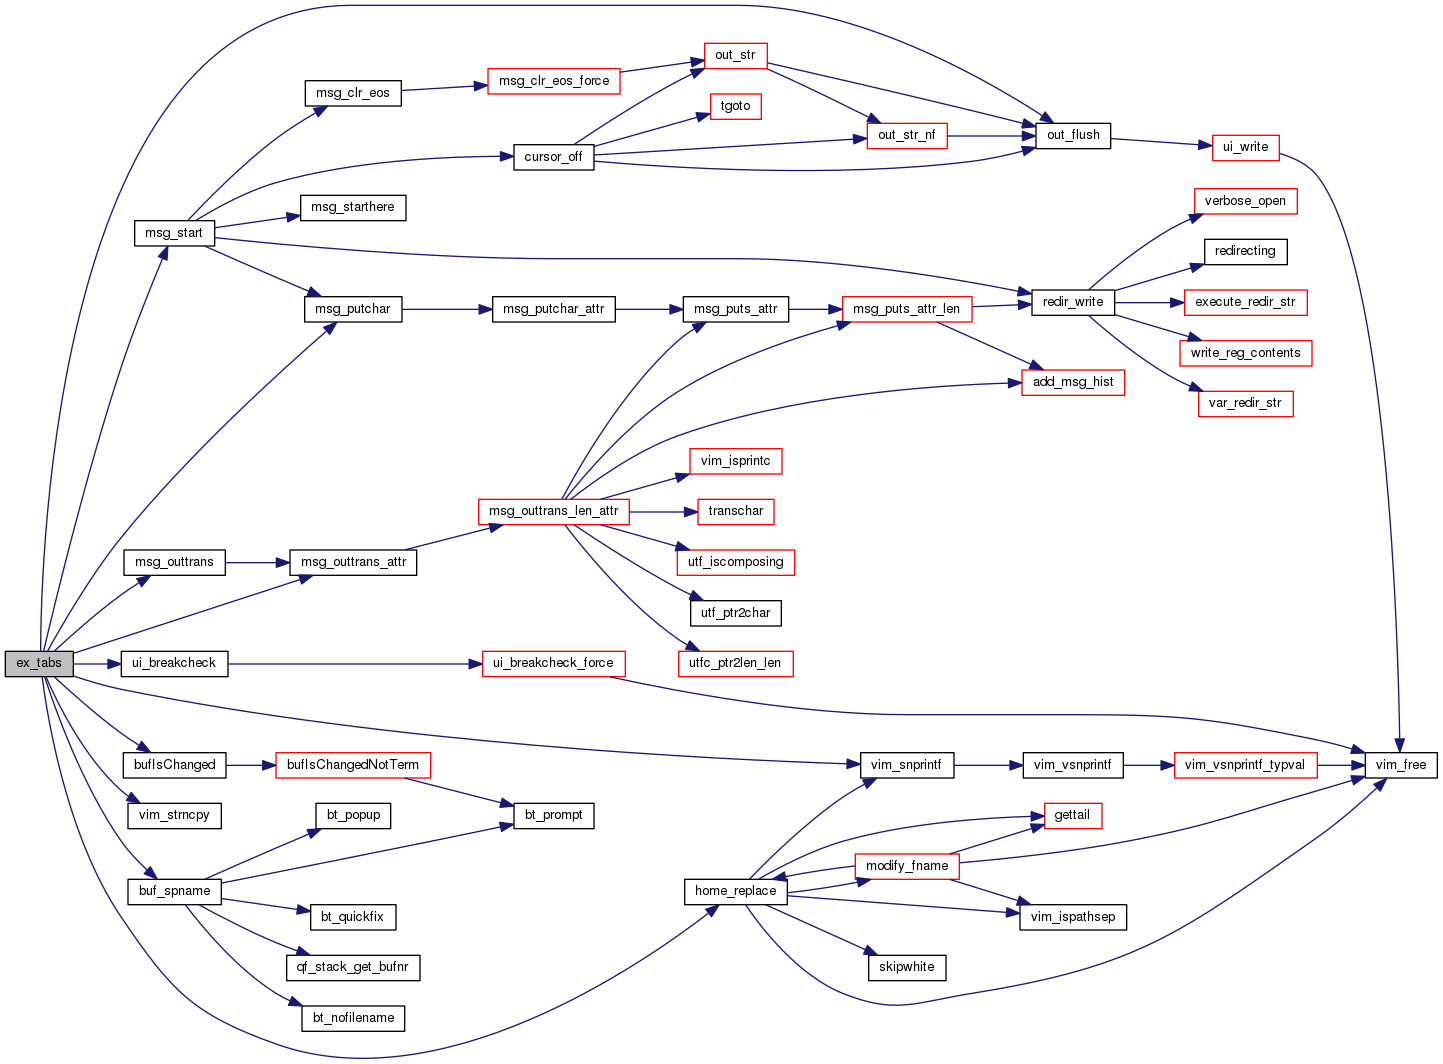 out_str
msg_clr_eos_force
msg_clr_eos
tgoto
out_str_nf
out_flush
ui_write
cursor_off
verbose_open
msg_starthere
msg_start
redirecting
redir_write
execute_redir_str
msg_putchar
msg_putchar_attr
msg_puts_attr
msg_puts_attr_len
write_reg_contents
add_msg_hist
var_redir_str
vim_isprintc
msg_outtrans_len_attr
transchar
msg_outtrans
msg_outtrans_attr
utf_iscomposing
utf_ptr2char
ex_tabs
ui_breakcheck
ui_breakcheck_force
utfc_ptr2len_len
bufIsChanged
bufIsChangedNotTerm
vim_snprintf
vim_vsnprintf
vim_vsnprintf_typval
vim_free
vim_strncpy
bt_popup
bt_prompt
gettail
modify_fname
buf_spname
home_replace
bt_quickfix
vim_ispathsep
qf_stack_get_bufnr
skipwhite
bt_nofilename